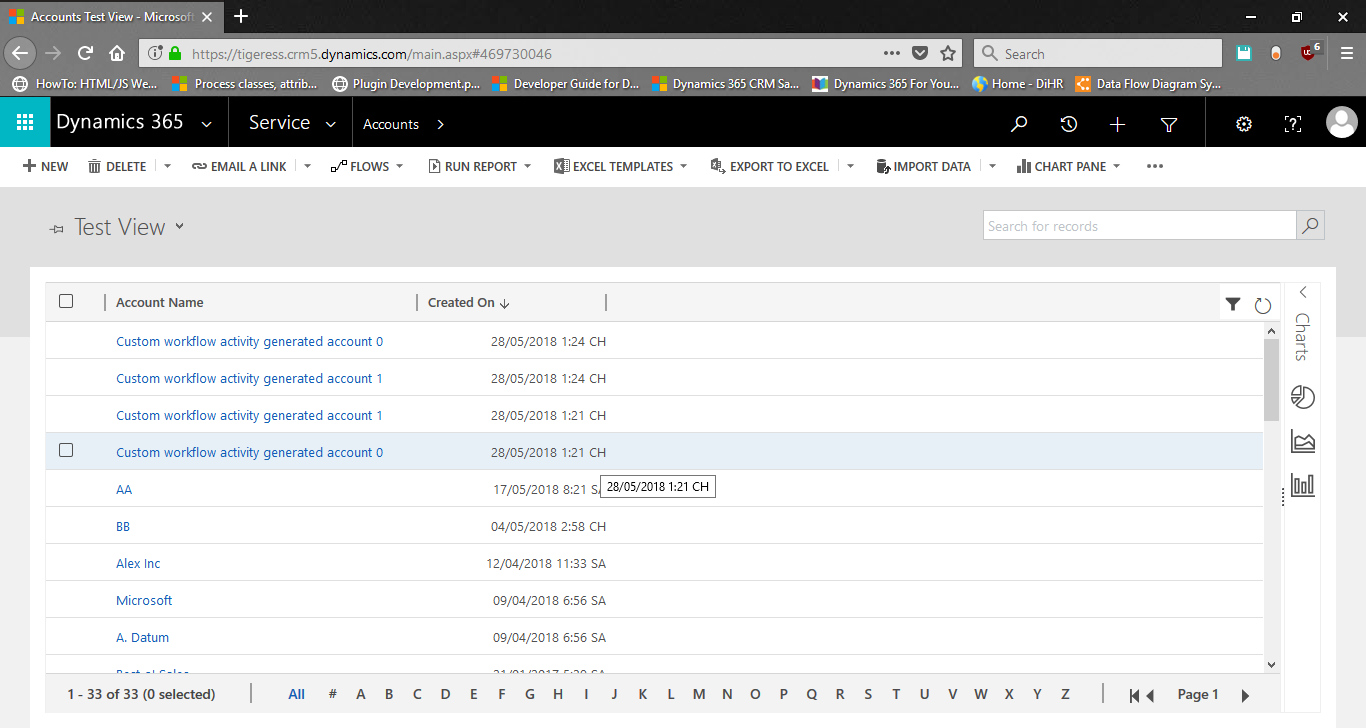 Accounts Test View - Microsoft
https://tigeress.crm5.dynamics.com/main.aspx#469730046
Search
6
HowTo: HTML/JS We...
Process classes, attrib...
Plugin Development.p...
Developer Guide for D...
Dynamics 365 CRM Sa...
Dynamics 365 For You...
Home - DiHR
Data Flow Diagram Sy...
Dynamics 365
Service
Accounts
NEW
DELETE
EMAIL A LINK
FLOWS
RUN REPORT
EXCEL TEMPLATES
EXPORT TO EXCEL
IMPORT DATA
CHART PANE
Test View
Search for records
Account Name Created On
Custom workflow activity generated account 0 28/05/2018 1:24 CH
Custom workflow activity generated account 1 28/05/2018 1:24 CH
Custom workflow activity generated account 1 28/05/2018 1:21 CH
Custom workflow activity generated account 0 28/05/2018 1:21 CH
28/05/2018 1:21 CH
AA 17/05/2018 8:21
BB 04/05/2018 2:58 CH
Alex Inc 12/04/2018 11:33 SA
Microsoft 09/04/2018 6:56 SA
A. Datum 09/04/2018 6:56 SA
Charts
1 - 33 of 33 (0 selected)
All # A B C D E F G H I J K L M N O P Q R S T U V W X Y Z
Page 1